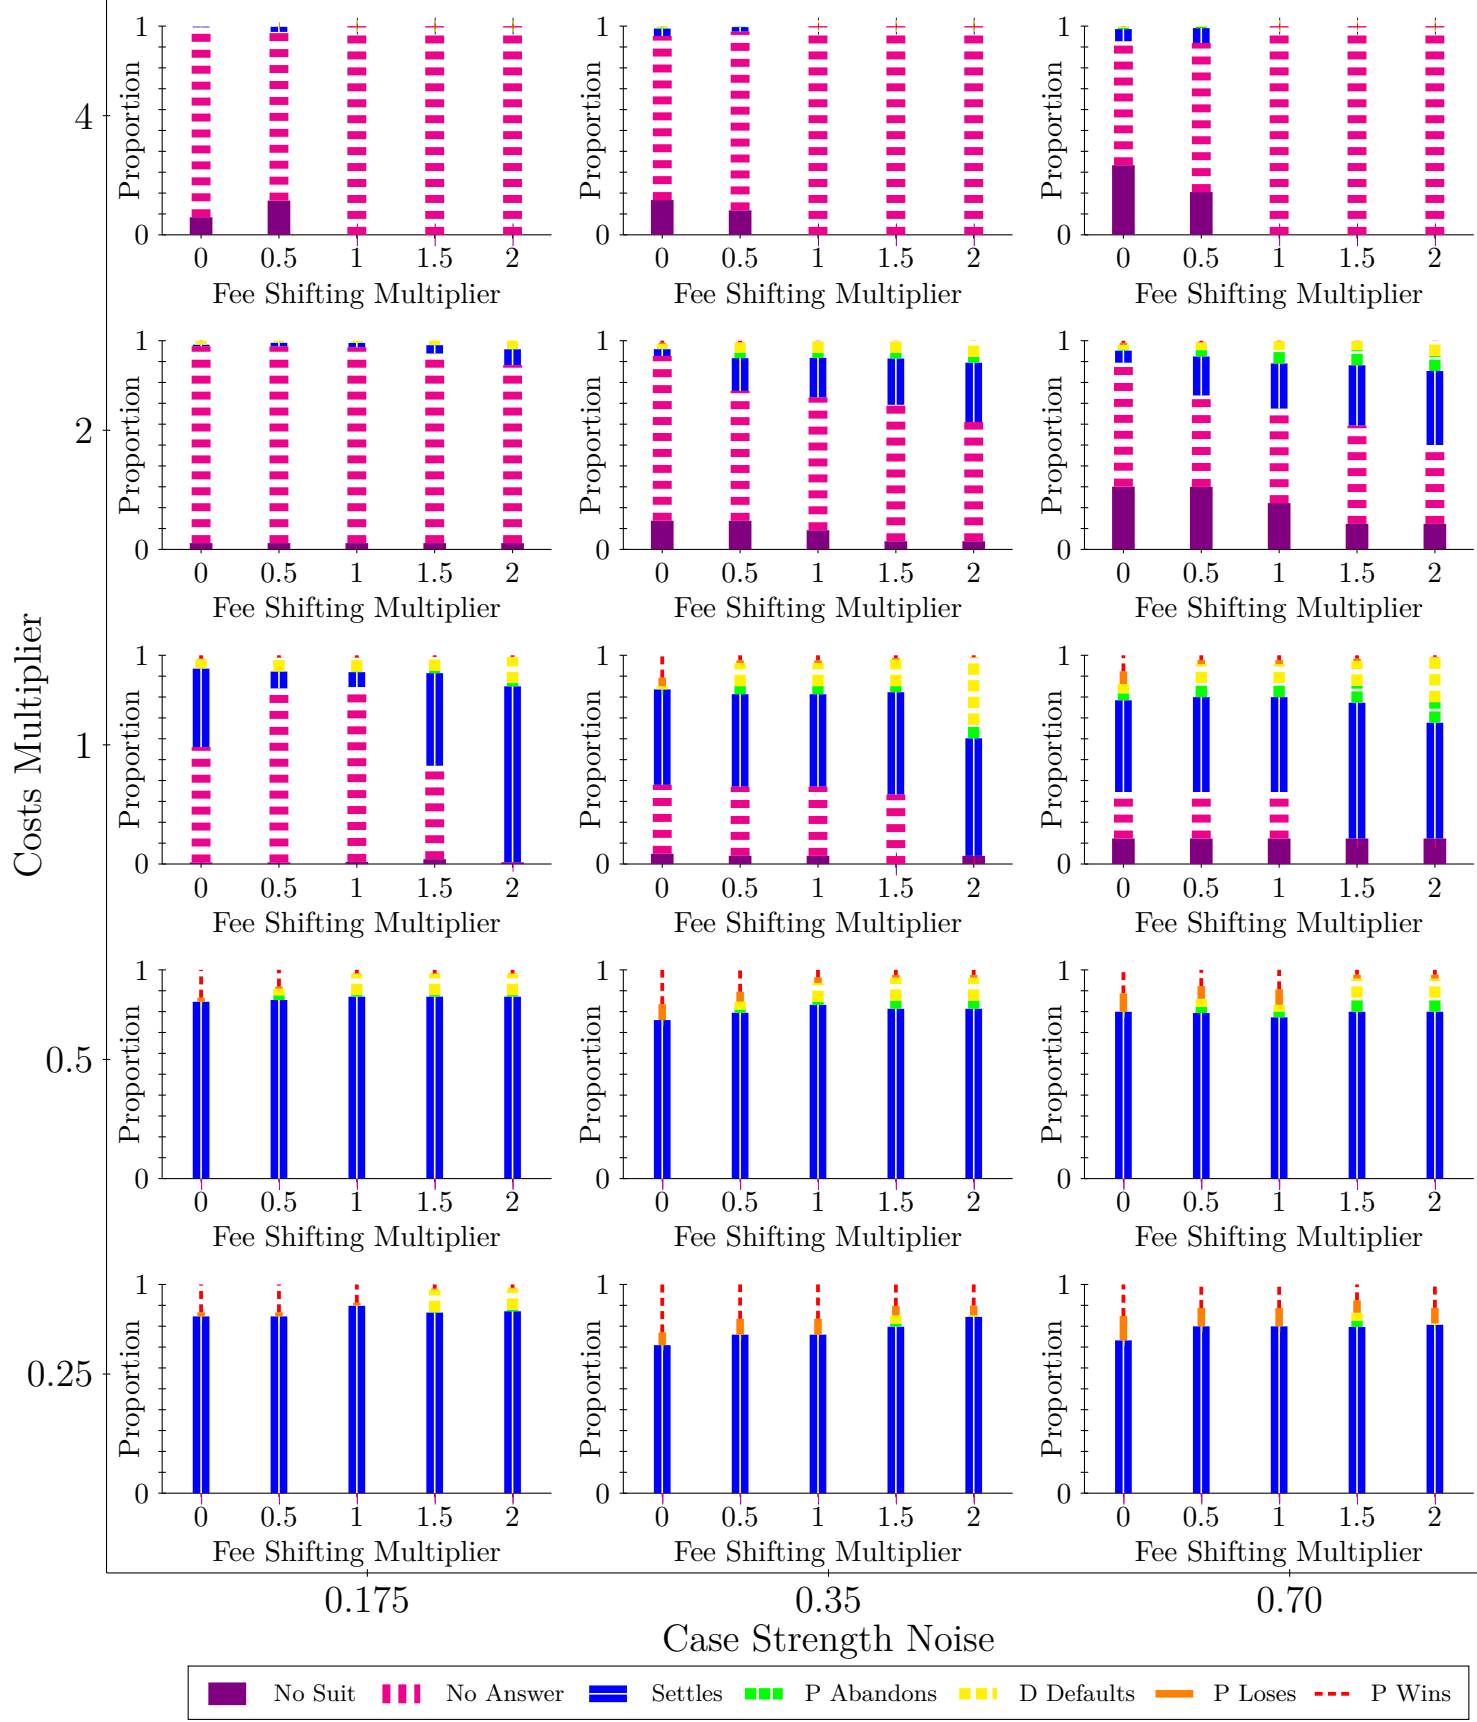 Costs Multiplier
4
Proportion
1
0
0 0.5 1 1.5 2
Fee Shifting Multiplier
Proportion
1
0
0 0.5 1 1.5 2
Fee Shifting Multiplier
Proportion
1
0
0 0.5 1 1.5 2
Fee Shifting Multiplier
2
Proportion
1
0
0 0.5 1 1.5 2
Fee Shifting Multiplier
Proportion
1
0
0 0.5 1 1.5 2
Fee Shifting Multiplier
Proportion
1
0
0 0.5 1 1.5 2
Fee Shifting Multiplier
1
Proportion
1
0
0 0.5 1 1.5 2
Fee Shifting Multiplier
Proportion
1
0
0 0.5 1 1.5 2
Fee Shifting Multiplier
Proportion
1
0
0 0.5 1 1.5 2
Fee Shifting Multiplier
0.5
Proportion
1
0
0 0.5 1 1.5 2
Fee Shifting Multiplier
Proportion
1
0
0 0.5 1 1.5 2
Fee Shifting Multiplier
Proportion
1
0
0 0.5 1 1.5 2
Fee Shifting Multiplier
0.25
Proportion
1
0
0 0.5 1 1.5 2
Fee Shifting Multiplier
Proportion
1
0
0 0.5 1 1.5 2
Fee Shifting Multiplier
Proportion
1
0
0 0.5 1 1.5 2
Fee Shifting Multiplier
0.175 0.35 0.70
Case Strength Noise
No Suit No Answer Settles P Abandons D Defaults P Loses P Wins